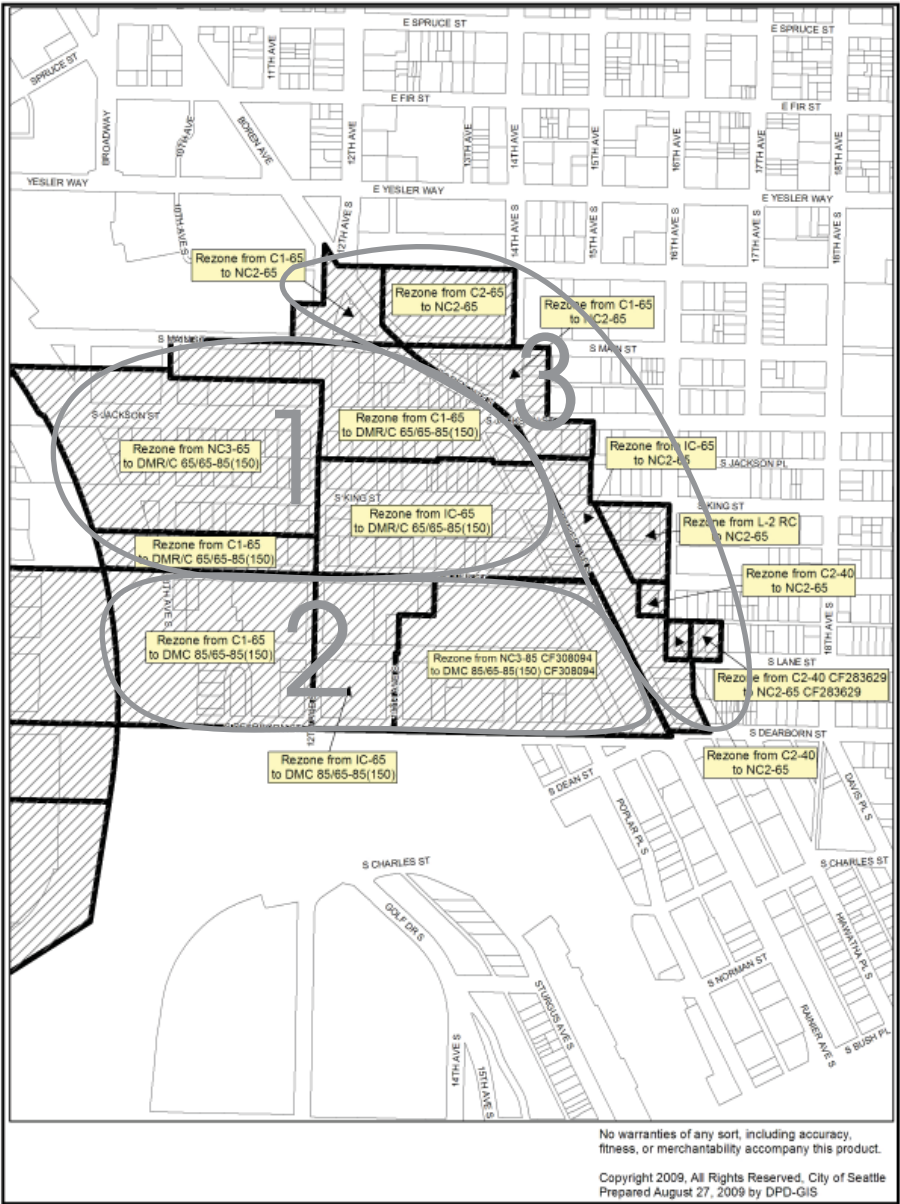 E SPRUCE ST
E SPRUCE ST
SPRUCE ST
11TH AVE
E FIR ST
E FIR ST
BROADWAY
10TH AVE
BOREN AVE
12TH AVE
13TH AVE
14TH AVE
15TH AVE
16TH AVE
17TH AVE
18TH AVE
YESLER WAY
E YESLER WAY
E YESLER WAY
10TH AVE S
12TH AVE S
14TH AVE S
15TH AVE S
16TH AVE S
17TH AVE S
18TH AVE S
Rezone from C1-65
to NC2-65
Rezone from C2-65
to NC2-65
Rezone from C1-65
to NC2-65
S MAIN ST
S MAIN ST
3
1
S JACKSON ST
Rezone from C1-65
to DMR/C 65/65-85(150)
Rezone from NC3-65
to DMR/C 65/65-85(150)
Rezone from IC-65
to NC2-65
S JACKSON PL
S KING ST
S KING ST
Rezone from IC-65
to DMR/C 65/65-85(150)
Rezone from L-2 RC
to NC2-65
Rezone from C1-65
to DMR/C 65/65-85(150)
Rezone from C2-40
to NC2-65
2
18TH AVE S
Rezone from C1-65
to DMC 85/65-85(150)
Rezone from NC3-85 CF308094
to DMC 85/65-85(150) CF308094
S LANE ST
Rezone from C2-40 CF283629
to NC2-65 CF283629
S DEARBORN ST
Rezone from IC-65
to DMC 85/65-85(150)
Rezone from C2-40
to NC2-65
S DEAN ST
POPLAR PL S
DAVIS PL S
S CHARLES ST
S CHARLES ST
GOLF DR S
HIAWATHA PL S
S NORMAN ST
STURGUS AVE S
RAINIER AVE S
S BUSH PL
14TH AVE S
15TH AVE S
No warranties of any sort, including accuracy,
fitness, or merchantability accompany this product.
Copyright 2009, All Rights Reserved, City of Seattle
Prepared August 27, 2009 by DPD-GIS